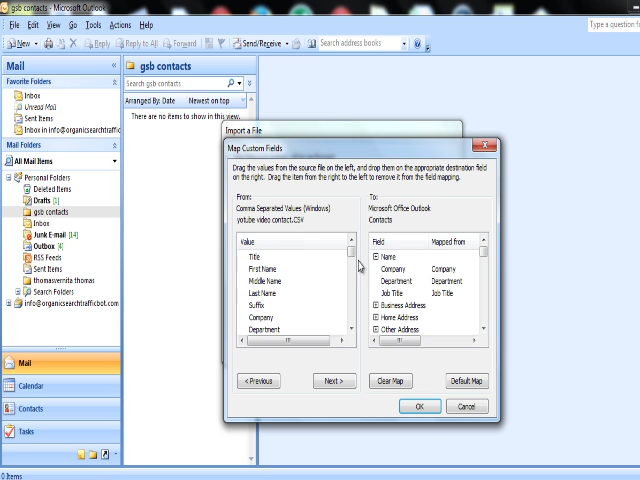 gsb contacts - Microsoft Outlook
File Edit View Go Tools Actions Help
Type a question
New Reply Reply to All Forward Send/Receive Search address books
Mail
Favorite Folders
Inbox
Unread Mail
Sent Items
Inbox in info@organicsearchtraffic
Mail Folders
All Mail Items
Personal Folders
Deleted Items
Drafts [1]
gsb contacts
Inbox
Junk E-mail [14]
Outbox [4]
RSS Feeds
Sent Items
thomasvernita thomas
Search Folders
info@organicsearchtrafficbot.com
Mail
Calendar
Contacts
Tasks
0 Items
gsb contacts
Search gsb contacts
Arranged By: Date Newest on top
There are no items to show in this view.
Import a File
Map Custom Fields
X
Drag the values from the source file on the left, and drop them on the appropriate destination field
on the right. Drag the item from the right to the left to remove it from the field mapping.
From:
Comma Separated Values (Windows)
yotube video contact.CSV
Value
Title
First Name
Middle Name
Last Name
Suffix
Company
Department
To:
Microsoft Office Outlook
Contacts
Field Mapped from
Name
Company Company
Department Department
Job Title Job Title
Business Address
Home Address
Other Address
< Previous Next > Clear Map Default Map
OK Cancel